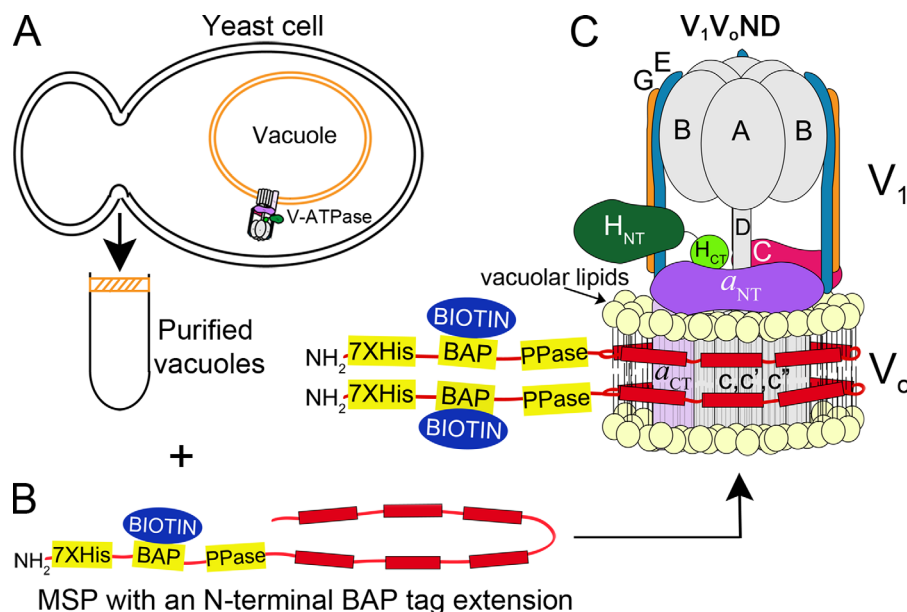 A
Yeast cell
Vacuole
V-ATPase
Purified
vacuoles
+
B
BIOTIN
NH2 7XHis BAP PPase
MSP with an N-terminal BAP tag extension
C
V1VoND
G E
B A B
V1
D
HNT
HCT
C
aNT
vacuolar lipids
BIOTIN
NH2 7XHis BAP PPase
aCT c,c',c"
Vo
NH2 7XHis BAP PPase
BIOTIN